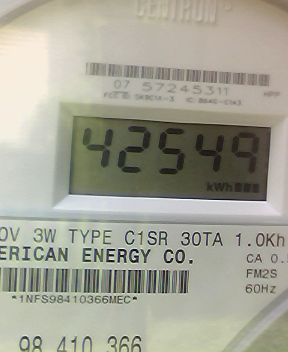 CENTRON
07 57245311
42549
kWh
0V 3W TYPE C1SR 30TA 1.0Kh
ERICAN ENERGY CO.
CA 0.
FM2S
*1NFS98410366MEC*
60Hz
98 410 366